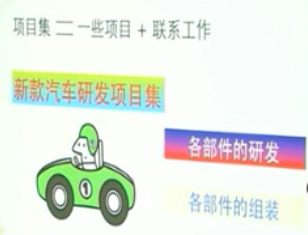 项目集 = 一些项目 + 联系工作
新款汽车研发项目集
各部件的研发
1
各部件的组装